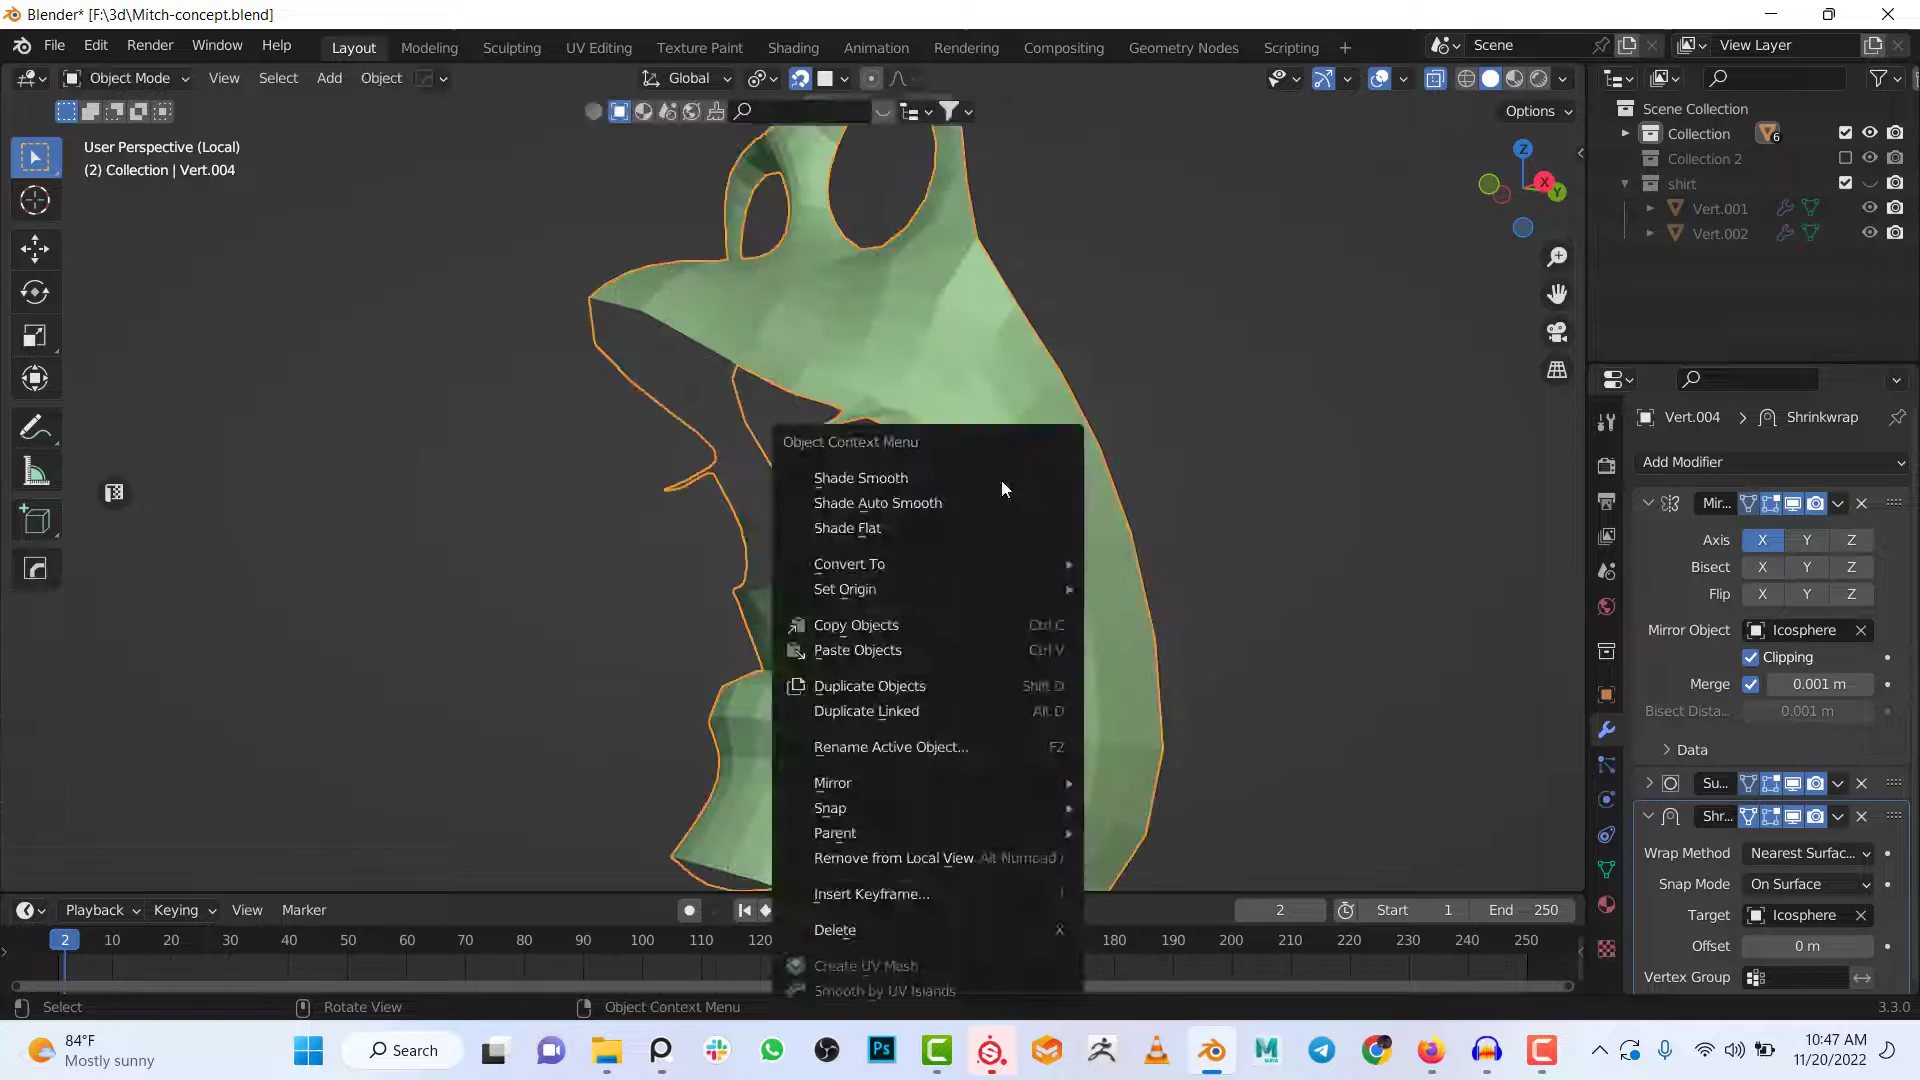 Blender* [F:\3d\Mitch-concept.blend]
File Edit Render Window Help Layout Modeling Sculpting UV Editing Texture Paint Shading Animation Rendering Compositing Geometry Nodes Scripting + Scene View Layer
Object Mode View Select Add Object Global
Options
User Perspective (Local)
(2) Collection | Vert.004
Z
X
Y
Scene Collection
Collection 6
Collection 2
shirt
Vert.001
Vert.002
Vert.004 > Shrinkwrap
Add Modifier
Mir...
Axis X Y Z
Bisect X Y Z
Flip X Y Z
Mirror Object Icosphere
Clipping
Merge 0.001 m
Bisect Dista... 0.001 m
Data
Su...
Shr...
Wrap Method Nearest Surfac...
Snap Mode On Surface
Target Icosphere
Offset 0 m
Vertex Group
Object Context Menu
Shade Smooth
Shade Auto Smooth
Shade Flat
Convert To
Set Origin
Copy Objects Ctrl C
Paste Objects Ctrl V
Duplicate Objects Shift D
Duplicate Linked Alt D
Rename Active Object... F2
Mirror
Snap
Parent
Remove from Local View Alt Numpad /
Insert Keyframe... I
Delete X
Create UV Mesh
Smooth by UV Islands
Playback Keying View Marker 2 Start 1 End 250
2 10 20 30 40 50 60 70 80 90 100 110 120 180 190 200 210 220 230 240 250
Select Rotate View Object Context Menu 3.3.0
84°F
Mostly sunny
Search
Ps
10:47 AM
11/20/2022